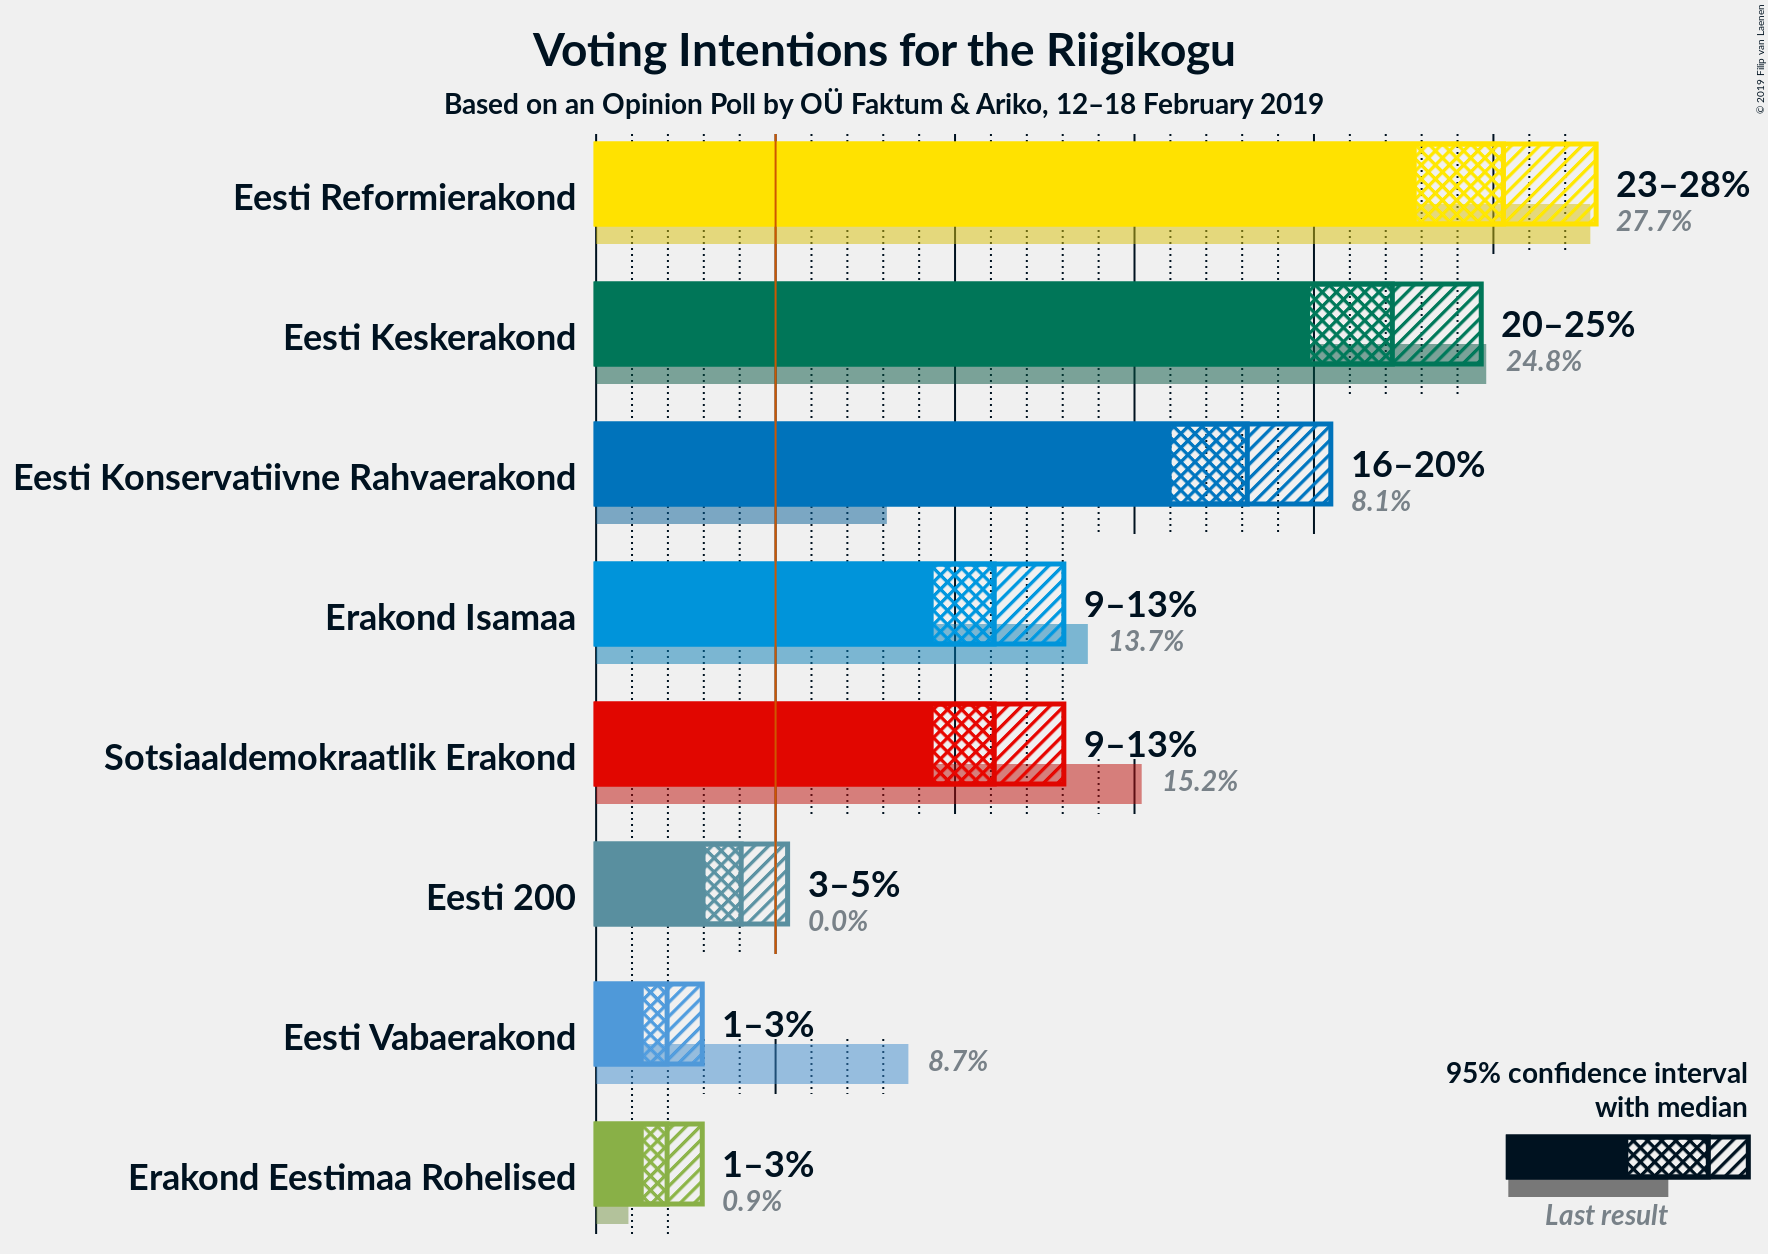 Voting Intentions for the Riigikogu
Based on an Opinion Poll by OÜ Faktum & Ariko, 12–18 February 2019
© 2019 Filip van Laenen
Eesti Reformierakond
23–28%
27.7%
Eesti Keskerakond
20–25%
24.8%
Eesti Konservatiivne Rahvaerakond
16–20%
8.1%
Erakond Isamaa
9–13%
13.7%
Sotsiaaldemokraatlik Erakond
9–13%
15.2%
Eesti 200
3–5%
0.0%
Eesti Vabaerakond
1–3%
8.7%
Erakond Eestimaa Rohelised
1–3%
0.9%
95% confidence interval
with median
Last result